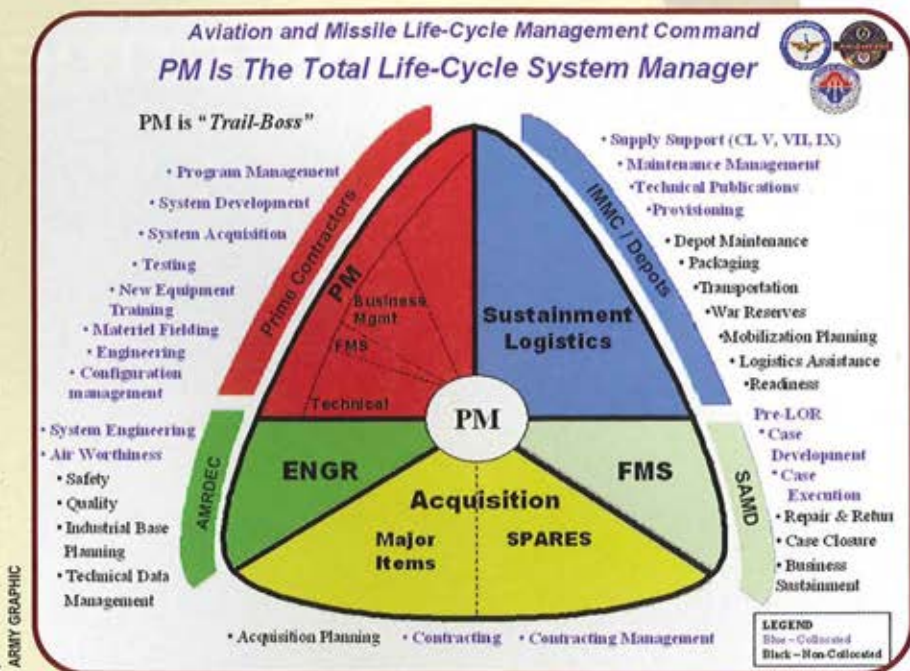 Aviation and Missile Life-Cycle Management Command
PM Is The Total Life-Cycle System Manager
PM is "Trail-Boss"
• Program Management
• System Development
• System Acquisition
• Testing
• New Equipment
Training
• Materiel Fielding
• Engineering
• Configuration
management
• System Engineering
• Air Worthiness
• Safety
• Quality
• Industrial Base
Planning
• Technical Data
Management
Prime Contractors
AMRDEC
PM
Business
Mgmt
FMS
Technical
Sustainment
Logistics
PM
ENGR
FMS
Acquisition
Major
Items
SPARES
IMMC / Depots
SAMD
• Supply Support (CL V, VII, IX)
• Maintenance Management
•Technical Publications
•Provisioning
• Depot Maintenance
• Packaging
•Transportation
•War Reserves
•Mobilization Planning
• Logistics Assistance
•Readiness
Pre-LOR
• Case
Development
• Case
Execution
• Repair & Return
• Case Closure
• Business
Sustainment
• Acquisition Planning
• Contracting
• Contracting Management
LEGEND
Blue – Collocated
Black – Non-Collocated
ARMY GRAPHIC